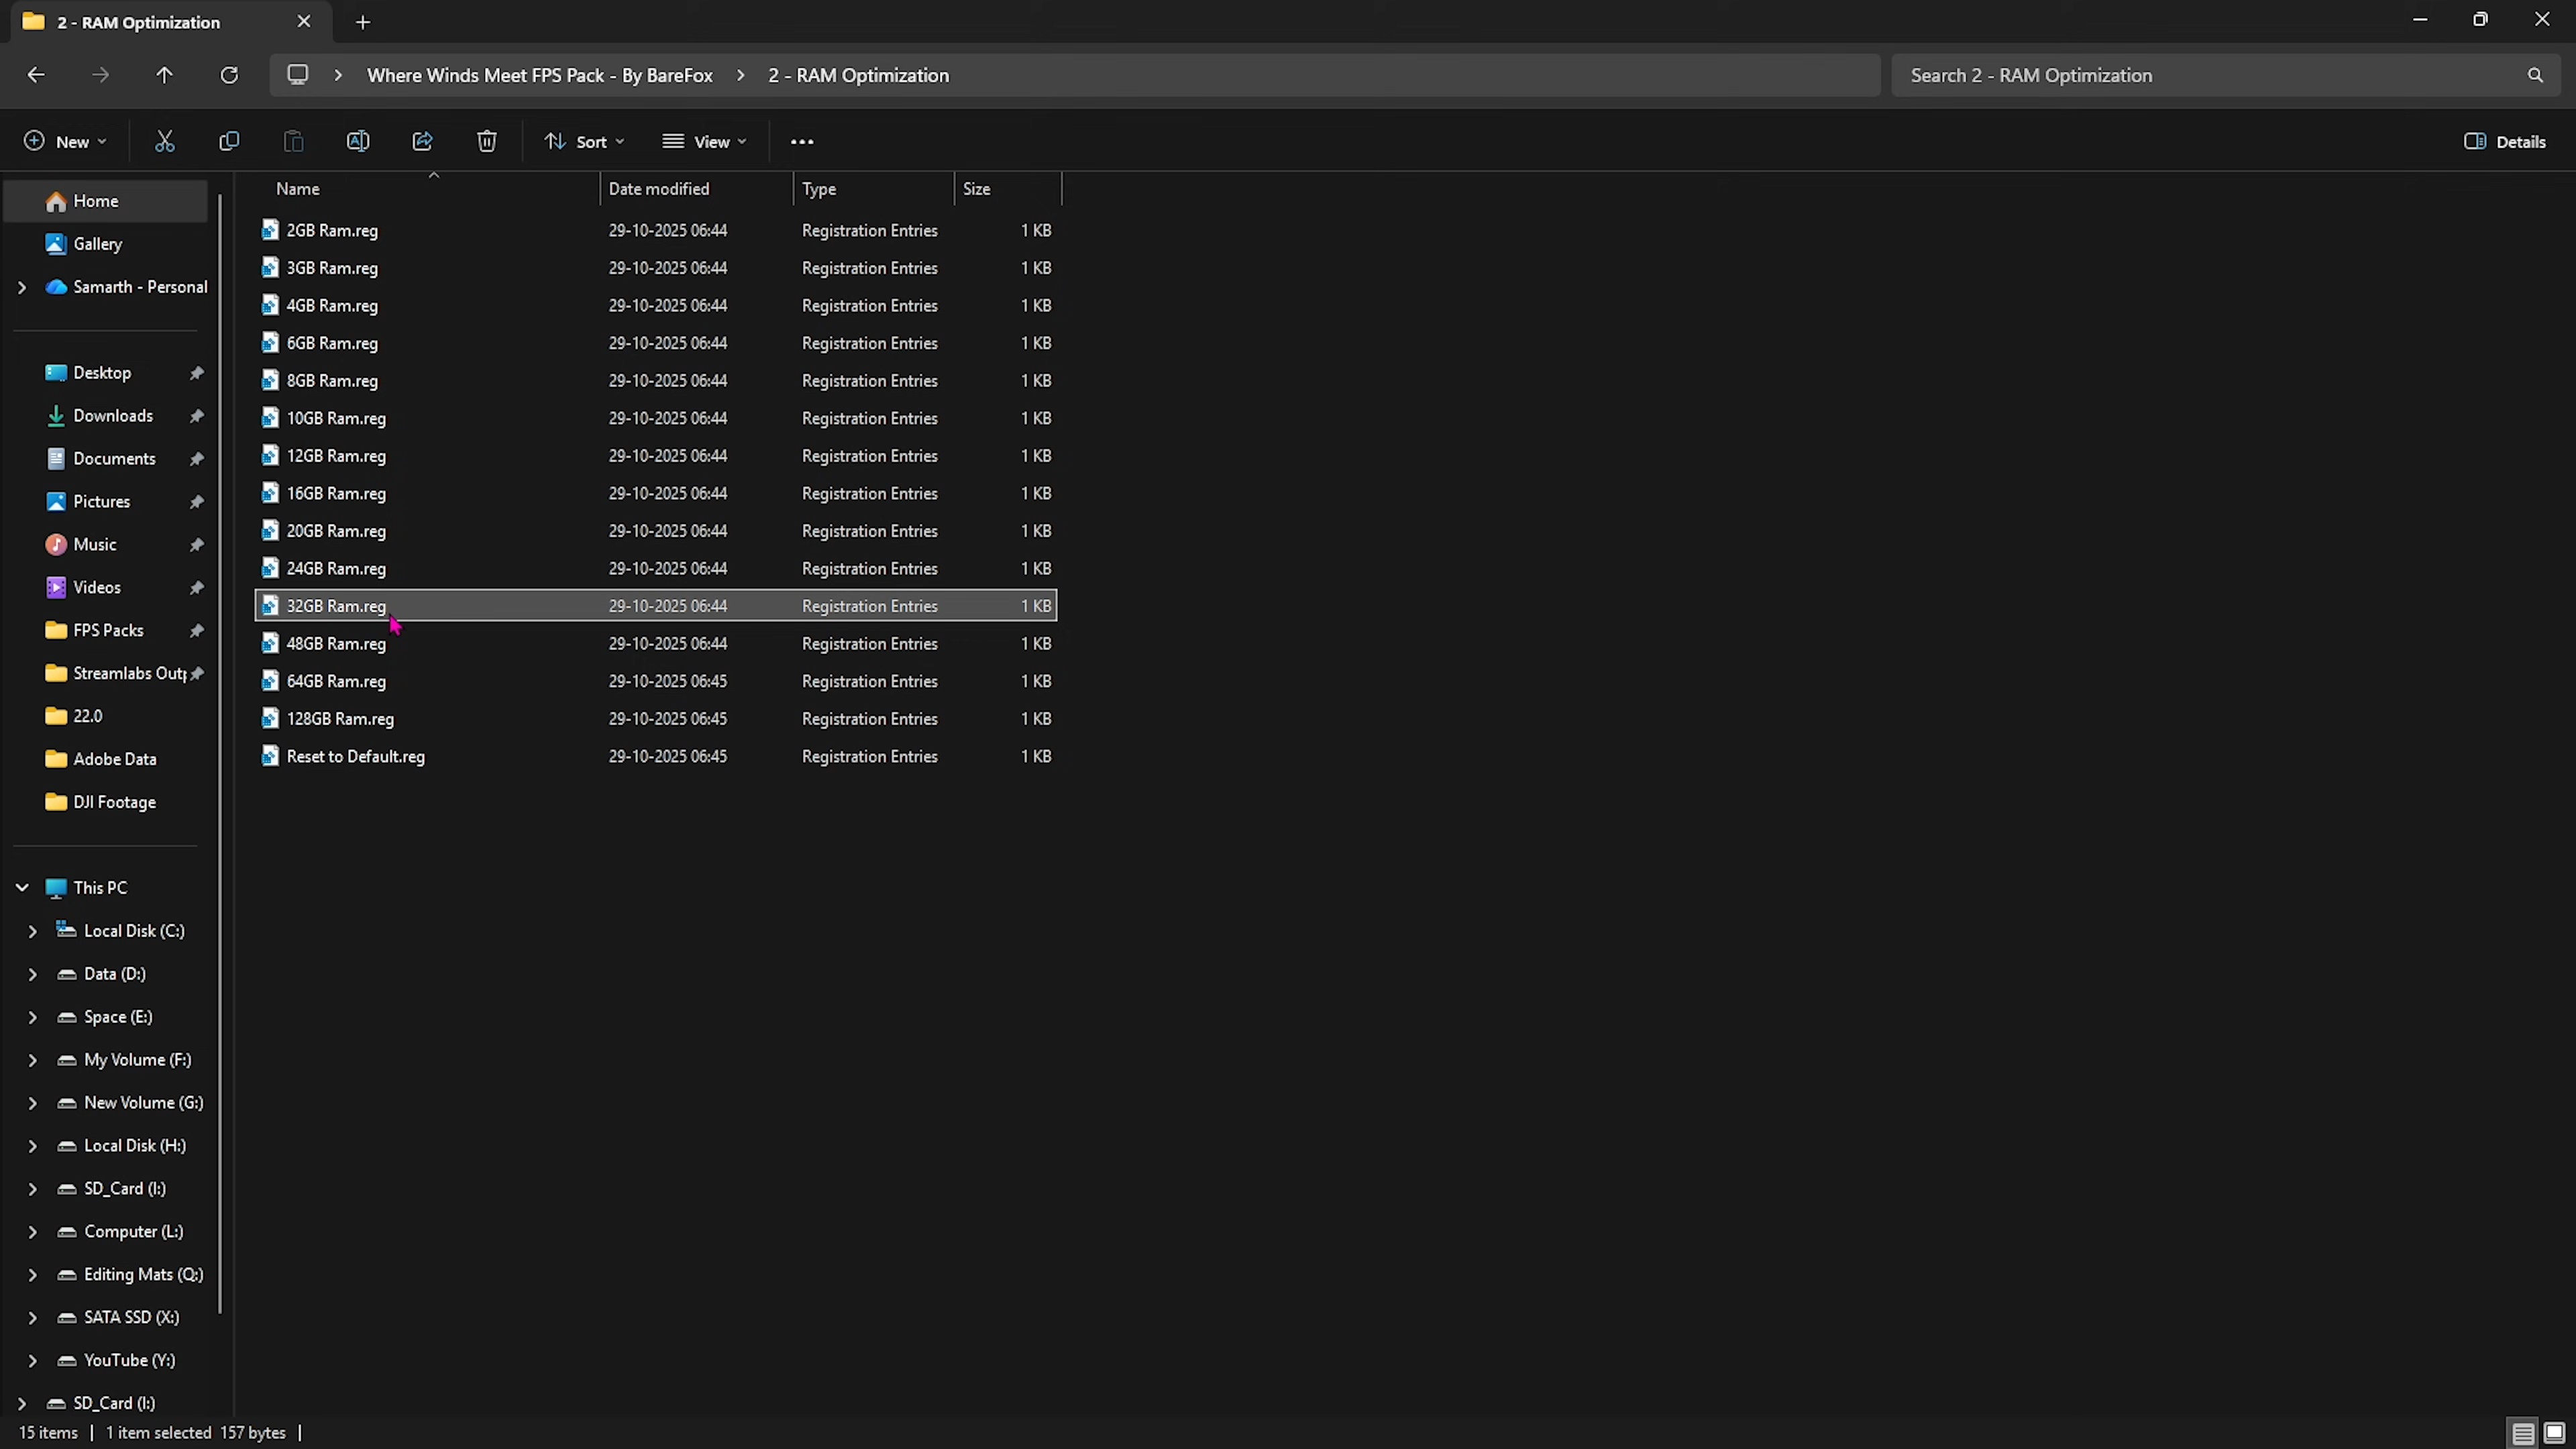 2 - RAM Optimization
Where Winds Meet FPS Pack - By BareFox > 2 - RAM Optimization
Search 2 - RAM Optimization
New
Sort
View
Details
Name Date modified Type Size
Home
Gallery
Samarth - Personal
Desktop
Downloads
Documents
Pictures
Music
Videos
FPS Packs
Streamlabs Outp
22.0
Adobe Data
DJI Footage
This PC
Local Disk (C:)
Data (D:)
Space (E:)
My Volume (F:)
New Volume (G:)
Local Disk (H:)
SD_Card (I:)
Computer (L:)
Editing Mats (Q:)
SATA SSD (X:)
YouTube (Y:)
SD_Card (I:)
2GB Ram.reg 29-10-2025 06:44 Registration Entries 1 KB
3GB Ram.reg 29-10-2025 06:44 Registration Entries 1 KB
4GB Ram.reg 29-10-2025 06:44 Registration Entries 1 KB
6GB Ram.reg 29-10-2025 06:44 Registration Entries 1 KB
8GB Ram.reg 29-10-2025 06:44 Registration Entries 1 KB
10GB Ram.reg 29-10-2025 06:44 Registration Entries 1 KB
12GB Ram.reg 29-10-2025 06:44 Registration Entries 1 KB
16GB Ram.reg 29-10-2025 06:44 Registration Entries 1 KB
20GB Ram.reg 29-10-2025 06:44 Registration Entries 1 KB
24GB Ram.reg 29-10-2025 06:44 Registration Entries 1 KB
32GB Ram.reg 29-10-2025 06:44 Registration Entries 1 KB
48GB Ram.reg 29-10-2025 06:44 Registration Entries 1 KB
64GB Ram.reg 29-10-2025 06:45 Registration Entries 1 KB
128GB Ram.reg 29-10-2025 06:45 Registration Entries 1 KB
Reset to Default.reg 29-10-2025 06:45 Registration Entries 1 KB
15 items | 1 item selected 157 bytes |